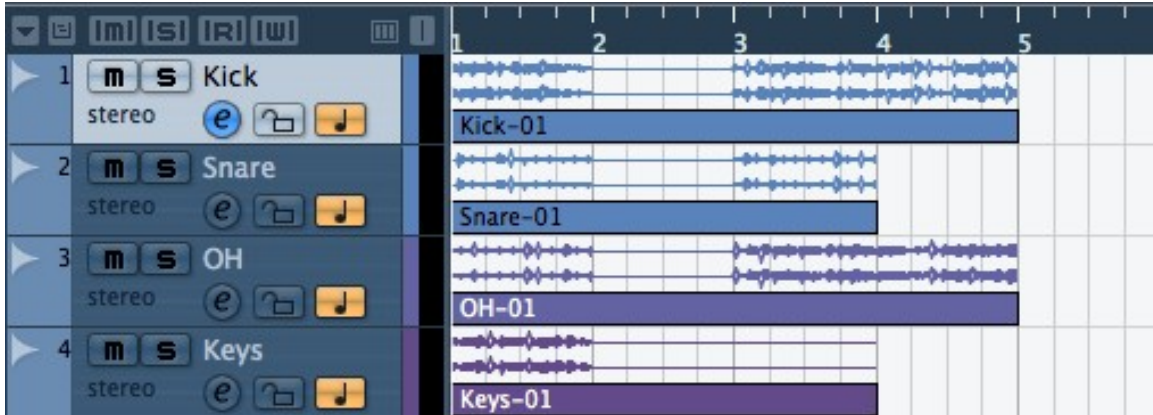 |m| |S| |R| |W|
1 2 3 4 5
1 m S Kick
stereo e
Kick-01
2 m S Snare
stereo e
Snare-01
3 m S OH
stereo e
OH-01
4 m S Keys
stereo e
Keys-01